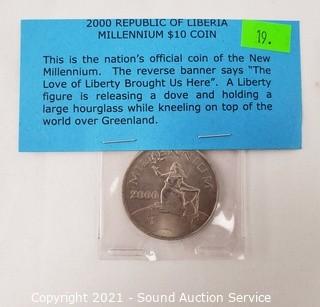 2000 REPUBLIC OF LIBERIA
MILLENNIUM $10 COIN
19.
This is the nation's official coin of the New
Millennium. The reverse banner says "The
Love of Liberty Brought Us Here". A Liberty
figure is releasing a dove and holding a
large hourglass while kneeling on top of the
world over Greenland.
MILLENNIUM
2000
Copyright © 2021 - Sound Auction Service